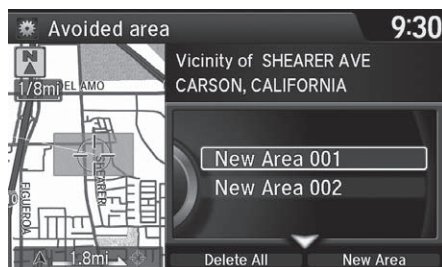 Avoided area
9:30
N
1/8mi
EL AMO
SHEARER
FIGUEROA
1.8mi
Vicinity of SHEARER AVE
CARSON, CALIFORNIA
New Area 001
New Area 002
Delete All
New Area